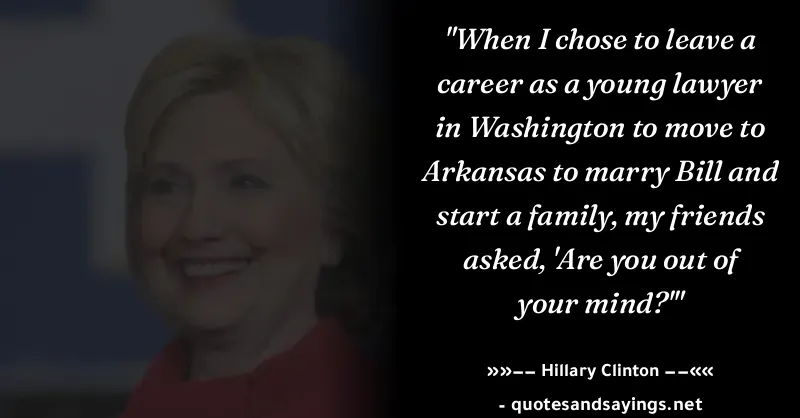 "When I chose to leave a
career as a young lawyer
in Washington to move to
Arkansas to marry Bill and
start a family, my friends
asked, 'Are you out of
your mind?'"
»»−− Hillary Clinton −−««
- quotesandsayings.net